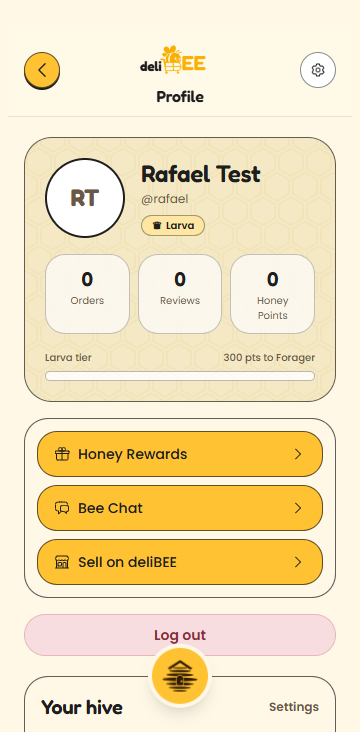 deliBEE
Profile
RT
Rafael Test
@rafael
Larva
0
Orders
0
Reviews
0
Honey
Points
Larva tier
300 pts to Forager
Honey Rewards
Bee Chat
Sell on deliBEE
Log out
Your hive
Settings